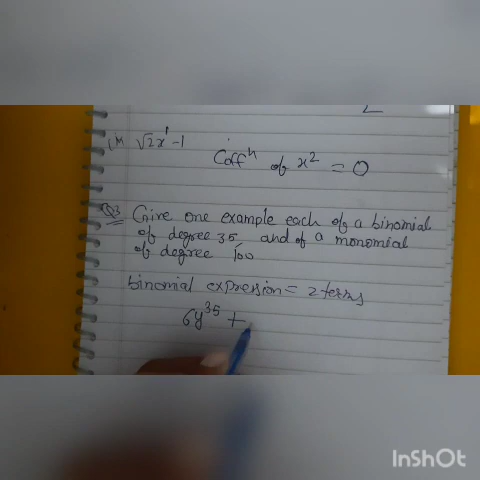 (iv) √2x¹-1
Coffⁿ of x² = 0
Q3 Give one example each of a binomial
of degree 35, and of a monomial
of degree 100
binomial expression = 2 terms
6y³⁵ +
InShOt